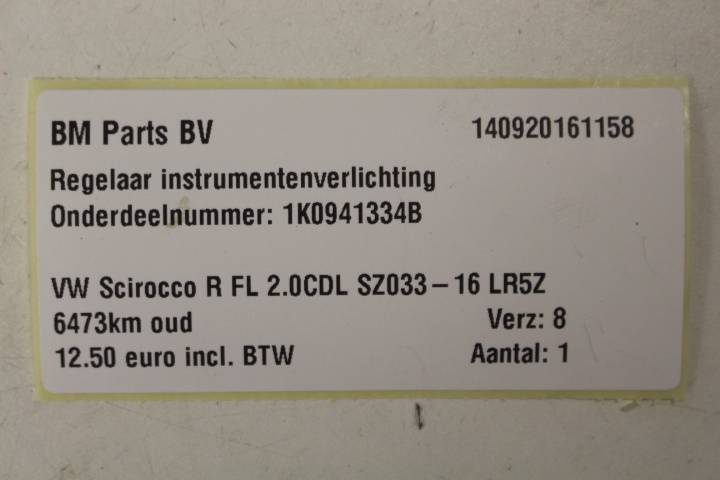 BM Parts BV 140920161158
Regelaar instrumentenverlichting
Onderdeelnummer: 1K0941334B
VW Scirocco R FL 2.0CDL SZ033-16 LR5Z
6473km oud Verz: 8
12.50 euro incl. BTW Aantal: 1